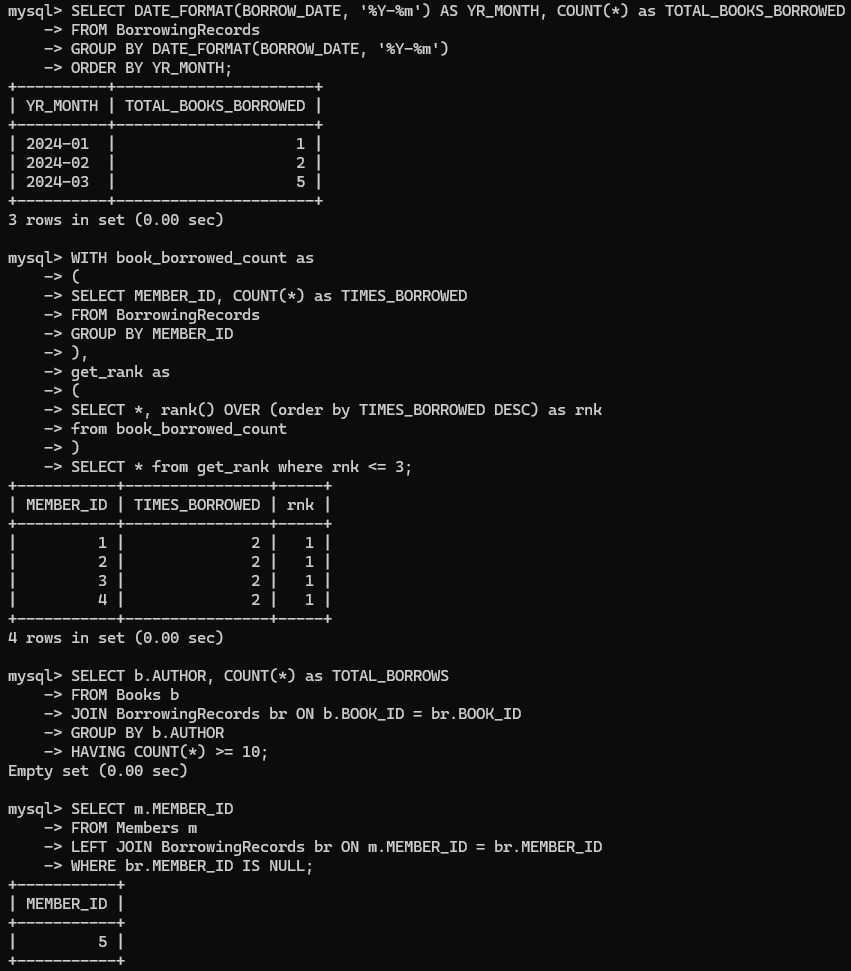 mysql> SELECT DATE_FORMAT(BORROW_DATE, '%Y-%m') AS YR_MONTH, COUNT(*) as TOTAL_BOOKS_BORROWED
    -> FROM BorrowingRecords
    -> GROUP BY DATE_FORMAT(BORROW_DATE, '%Y-%m')
    -> ORDER BY YR_MONTH;
+----------+----------------------+
| YR_MONTH | TOTAL_BOOKS_BORROWED |
+----------+----------------------+
| 2024-01  |                    1 |
| 2024-02  |                    2 |
| 2024-03  |                    5 |
+----------+----------------------+
3 rows in set (0.00 sec)

mysql> WITH book_borrowed_count as
    -> (
    -> SELECT MEMBER_ID, COUNT(*) as TIMES_BORROWED
    -> FROM BorrowingRecords
    -> GROUP BY MEMBER_ID
    -> ),
    -> get_rank as
    -> (
    -> SELECT *, rank() OVER (order by TIMES_BORROWED DESC) as rnk
    -> from book_borrowed_count
    -> )
    -> SELECT * from get_rank where rnk <= 3;
+-----------+----------------+-----+
| MEMBER_ID | TIMES_BORROWED | rnk |
+-----------+----------------+-----+
|         1 |              2 |   1 |
|         2 |              2 |   1 |
|         3 |              2 |   1 |
|         4 |              2 |   1 |
+-----------+----------------+-----+
4 rows in set (0.00 sec)

mysql> SELECT b.AUTHOR, COUNT(*) as TOTAL_BORROWS
    -> FROM Books b
    -> JOIN BorrowingRecords br ON b.BOOK_ID = br.BOOK_ID
    -> GROUP BY b.AUTHOR
    -> HAVING COUNT(*) >= 10;
Empty set (0.00 sec)

mysql> SELECT m.MEMBER_ID
    -> FROM Members m
    -> LEFT JOIN BorrowingRecords br ON m.MEMBER_ID = br.MEMBER_ID
    -> WHERE br.MEMBER_ID IS NULL;
+-----------+
| MEMBER_ID |
+-----------+
|         5 |
+-----------+